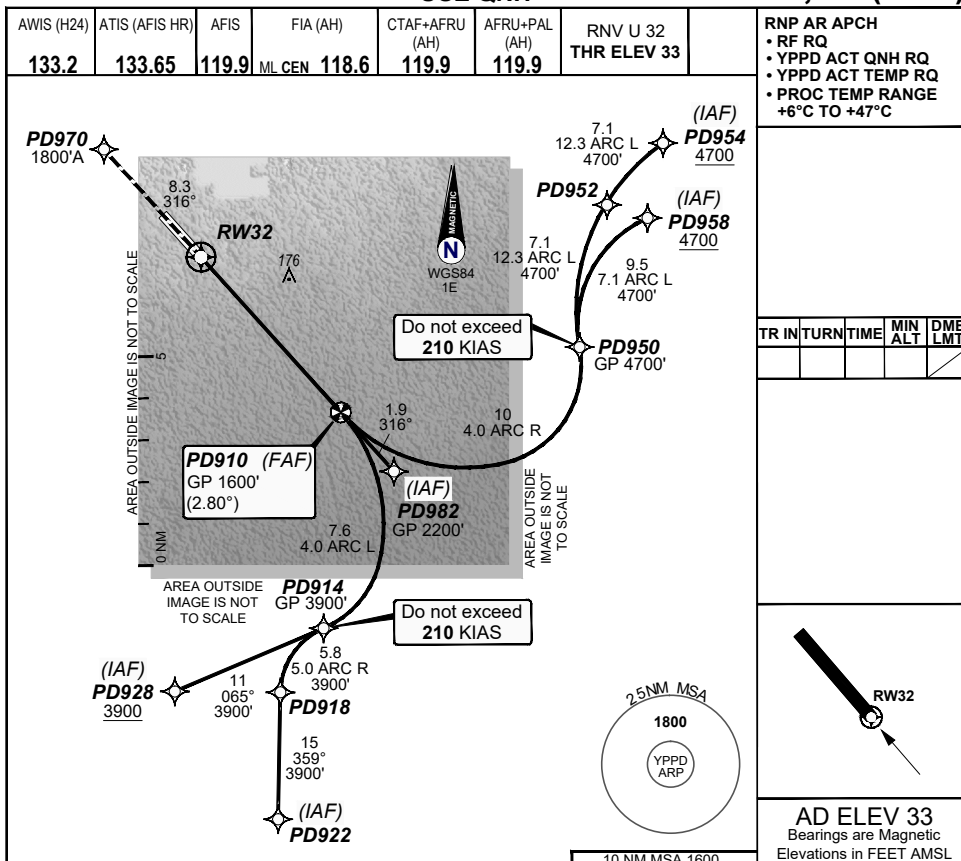 AWIS (H24)
133.2
ATIS (AFIS HR)
133.65
AFIS
119.9
FIA (AH)
ML CEN 118.6
CTAF+AFRU
(AH)
119.9
AFRU+PAL
(AH)
119.9
RNV U 32
THR ELEV 33
RNP AR APCH
• RF RQ
• YPPD ACT QNH RQ
• YPPD ACT TEMP RQ
• PROC TEMP RANGE
+6°C TO +47°C
PD970
1800'A
8.3
316°
RW32
176
MAGNETIC
N
WGS84
1E
7.1
12.3 ARC L
4700'
(IAF)
PD954
4700
PD952
(IAF)
PD958
4700
7.1
12.3 ARC L
4700'
9.5
7.1 ARC L
4700'
Do not exceed
210 KIAS
PD950
GP 4700'
AREA OUTSIDE IMAGE IS NOT TO SCALE
5
0 NM
1.9
316°
10
4.0 ARC R
PD910 (FAF)
GP 1600'
(2.80°)
(IAF)
PD982
GP 2200'
AREA OUTSIDE
IMAGE IS NOT
TO SCALE
7.6
4.0 ARC L
AREA OUTSIDE
IMAGE IS NOT
TO SCALE
PD914
GP 3900'
Do not exceed
210 KIAS
(IAF)
PD928
3900
11
065°
3900'
5.8
5.0 ARC R
3900'
PD918
15
359°
3900'
(IAF)
PD922
25NM MSA
1800
YPPD
ARP
10 NM MSA 1600
TR IN TURN TIME MIN ALT DME LMT
RW32
AD ELEV 33
Bearings are Magnetic
Elevations in FEET AMSL